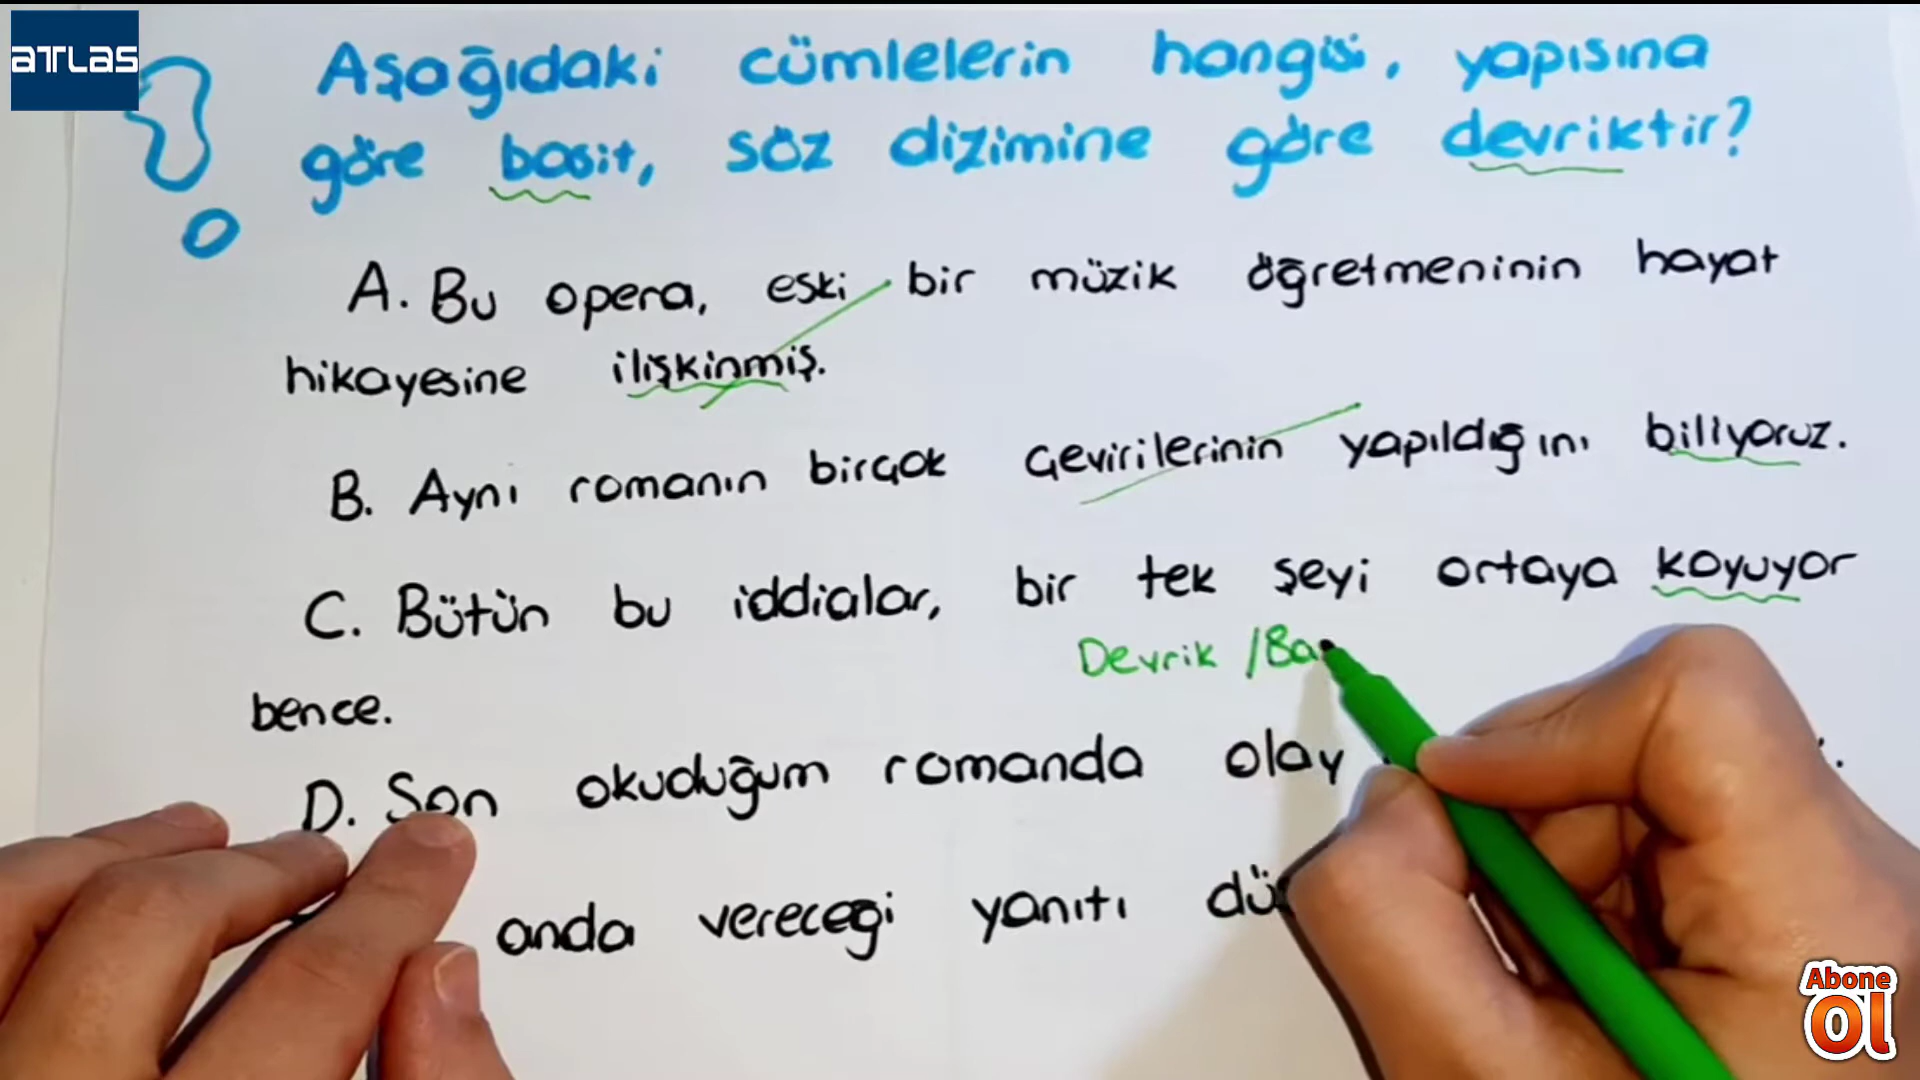 aTLas
Aşağıdaki cümlelerin hangisi, yapısına
göre basit, söz dizimine göre devriktir?
A. Bu opera, eski bir müzik öğretmeninin hayat
hikayesine ilişkinmiş.
B. Aynı romanın birçok çevirilerinin yapıldığını biliyoruz.
C. Bütün bu iddialar, bir tek şeyi ortaya koyuyor
Devrik /Ba
bence.
D. Son okuduğum romanda olay
anda vereceği yanıtı
Abone
Ol